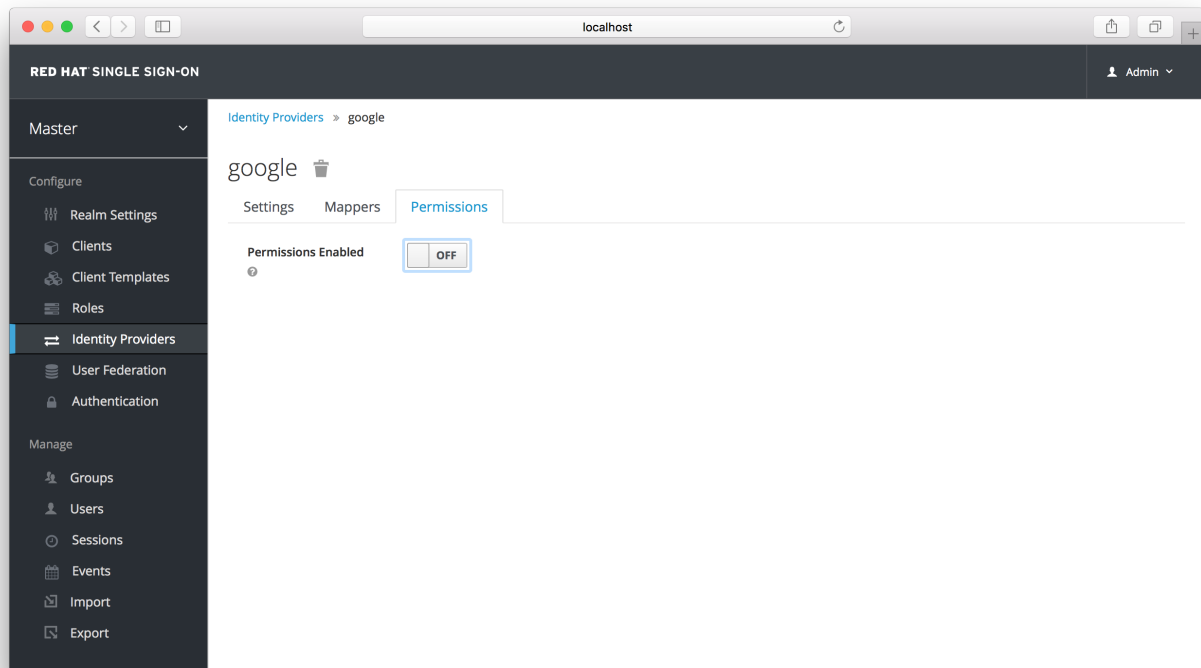 localhost
RED HAT SINGLE SIGN-ON
Admin
Master
Identity Providers » google
google
Configure
Settings Mappers Permissions
Realm Settings
Clients
Client Templates
Roles
Identity Providers
User Federation
Authentication
Permissions Enabled OFF
Manage
Groups
Users
Sessions
Events
Import
Export